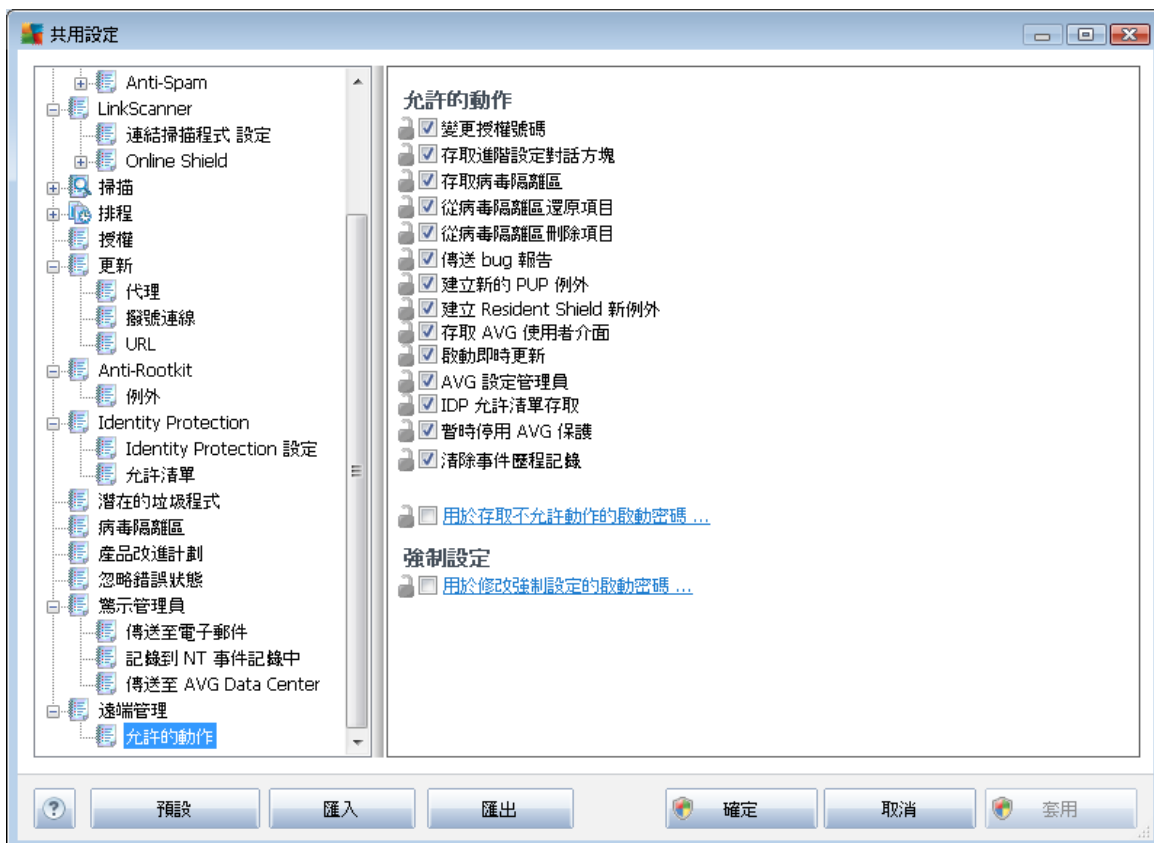 共用設定
Anti-Spam
LinkScanner
連結掃描程式 設定
Online Shield
掃描
排程
授權
更新
代理
撥號連線
URL
Anti-Rootkit
例外
Identity Protection
Identity Protection 設定
允許清單
潛在的垃圾程式
病毒隔離區
產品改進計劃
忽略錯誤狀態
警示管理員
傳送至電子郵件
記錄到 NT 事件記錄中
傳送至 AVG Data Center
遠端管理
允許的動作
允許的動作
變更授權號碼
存取進階設定對話方塊
存取病毒隔離區
從病毒隔離區還原項目
從病毒隔離區刪除項目
傳送 bug 報告
建立新的 PUP 例外
建立 Resident Shield 新例外
存取 AVG 使用者介面
啟動即時更新
AVG 設定管理員
IDP 允許清單存取
暫時停用 AVG 保護
清除事件歷程記錄
用於存取不允許動作的啟動密碼 ...
強制設定
用於修改強制設定的啟動密碼 ...
? 預設 匯入 匯出 確定 取消 套用